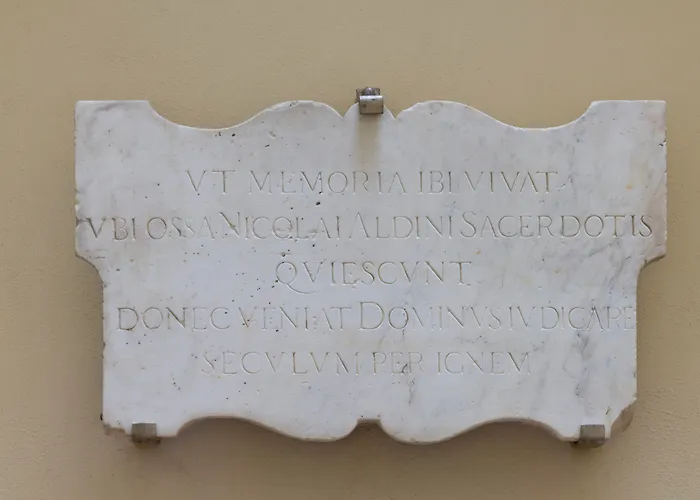 VT MEMORIA IBI VIVAT
VBI OSSA NICOLAI ALDINI SACERDOTIS
QVIESCVNT
DONEC VENIAT DOMINVS IVDICARE
SECVLVM PER IGNEM